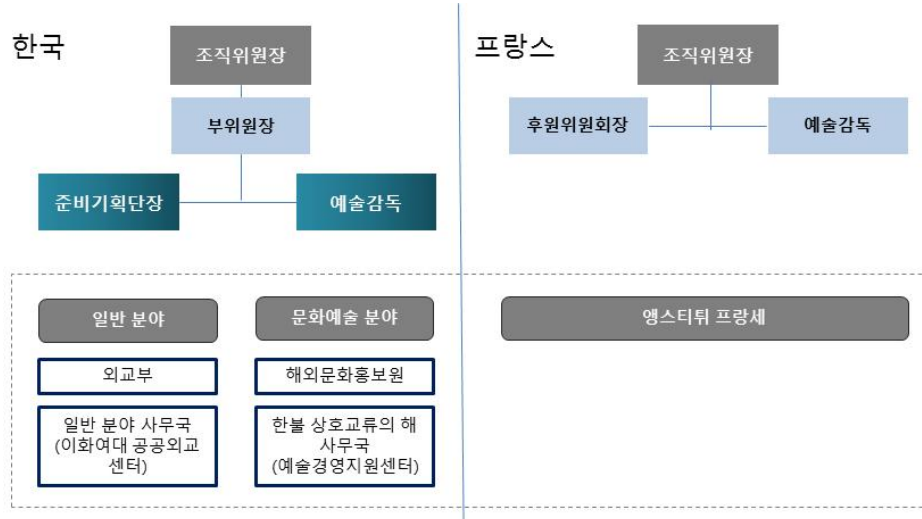 한국
조직위원장
부위원장
준비기획단장
예술감독
프랑스
조직위원장
후원위원회장
예술감독
일반 분야
문화예술 분야
앵스티튀 프랑세
외교부
해외문화홍보원
일반 분야 사무국
(이화여대 공공외교
센터)
한불 상호교류의 해
사무국
(예술경영지원센터)